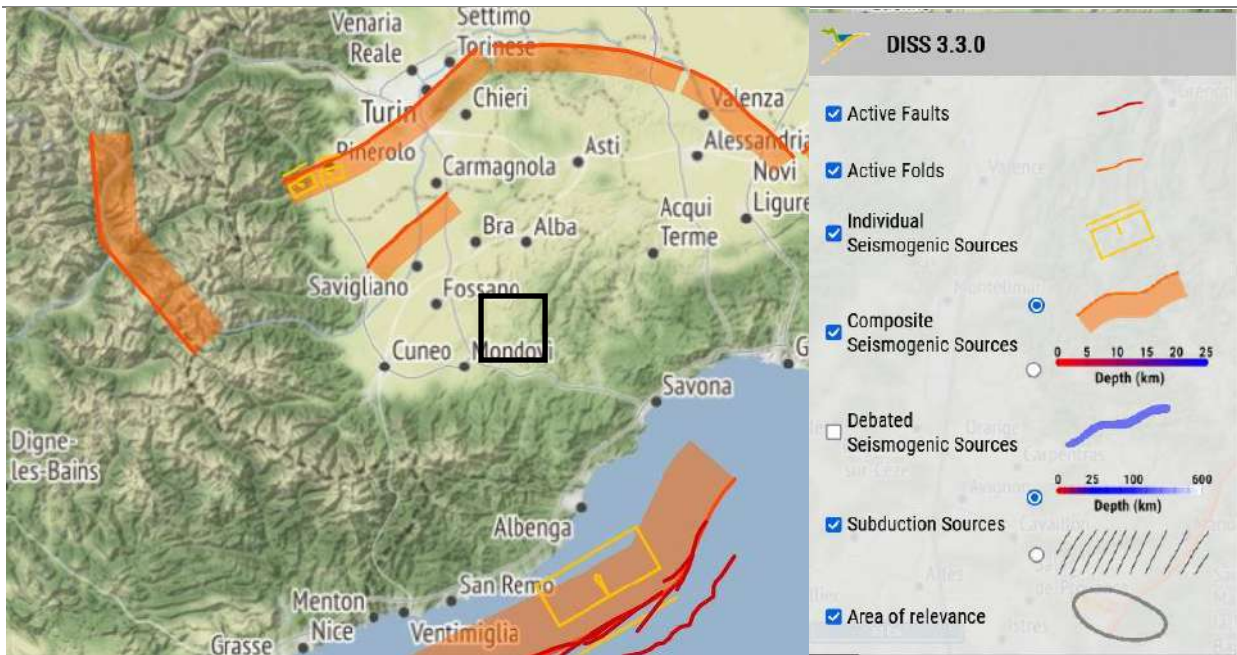 Venaria
Reale
Settimo
Torinese
Turin
Chieri
Valenza
Pinerolo
Asti
Alessandria
Carmagnola
Novi
Ligure
Acqui
Terme
Bra
Alba
Savigliano
Fossano
Cuneo
Mondovì
G
Savona
Digne-
les-Bains
Albenga
San Remo
Menton
Nice
Ventimiglia
Grasse
DISS 3.3.0
Active Faults
Active Folds
Individual
Seismogenic Sources
Composite
Seismogenic Sources
0 5 10 15 20 25
Depth (km)
Debated
Seismogenic Sources
0 25 100 600
Depth (km)
Subduction Sources
Area of relevance
Valence
Carpentras
Cavaillon